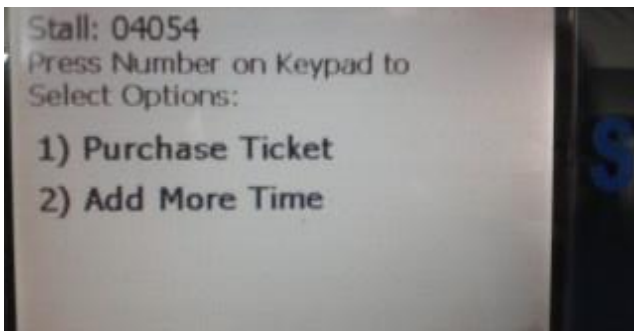 Stall: 04054
Press Number on Keypad to
Select Options:
1) Purchase Ticket
2) Add More Time
S